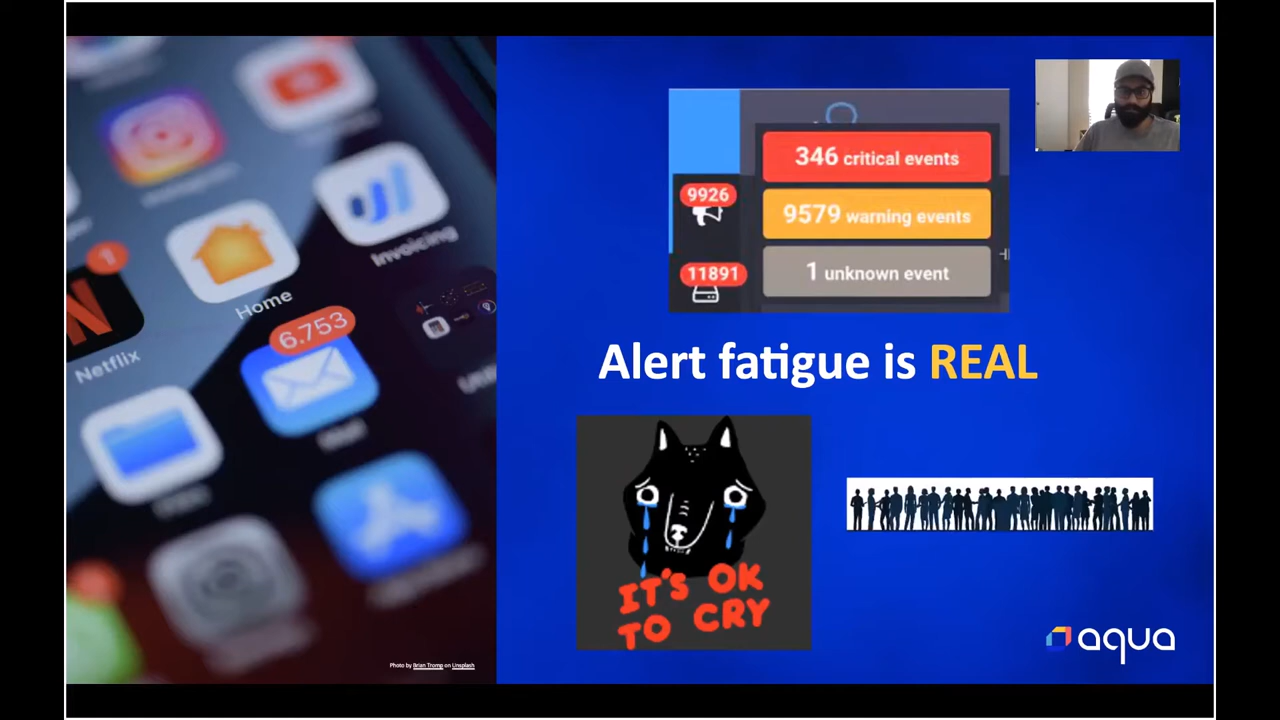 Invoicing
Home
1
Netflix
6.753
Mail
Photo by Brian Tromp on Unsplash
346 critical events
9926
9579 warning events
11891
1 unknown event
Alert fatigue is REAL
IT'S OK
TO CRY
aqua